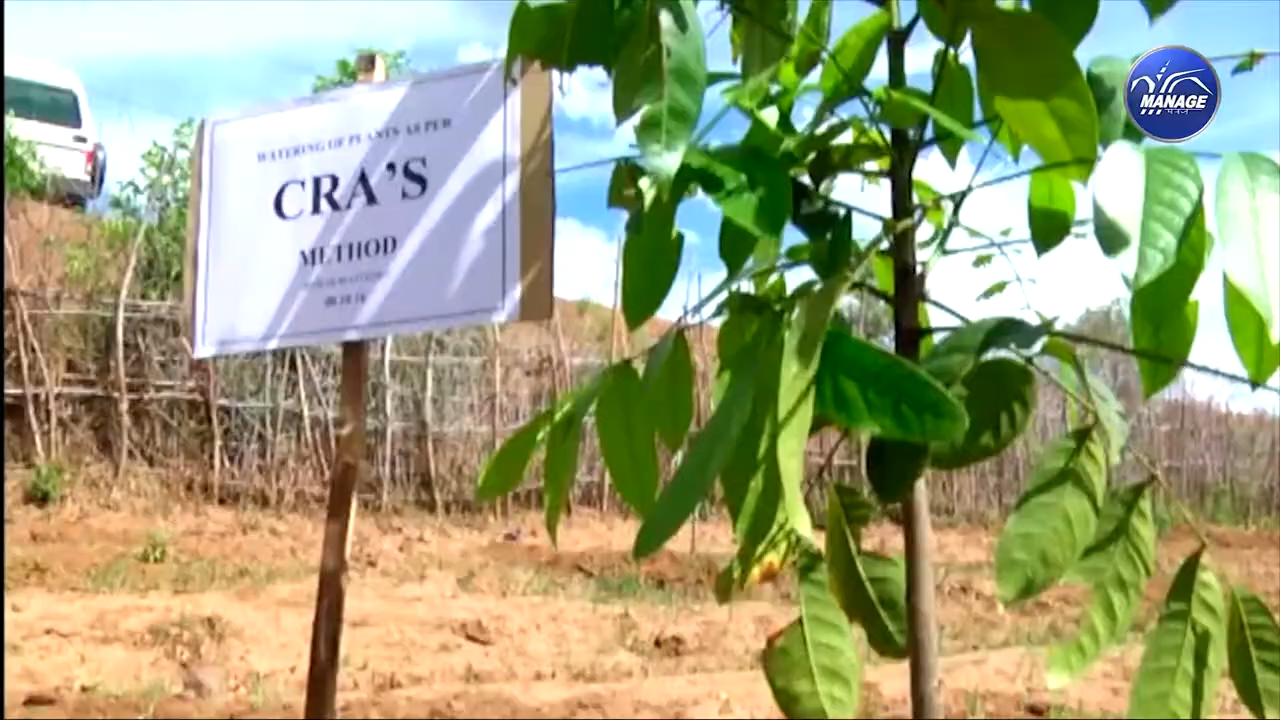 WATERING OF PLANTS AS PER
CRA'S
METHOD
MANAGE
मैनेज